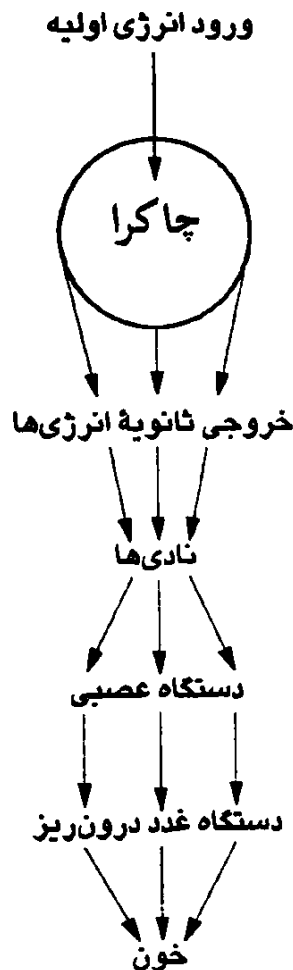 ورود انرژی اولیه
چاکرا
خروجی ثانویهٔ انرژی‌ها
نادی‌ها
دستگاه عصبی
دستگاه غدد درون‌ریز
خون